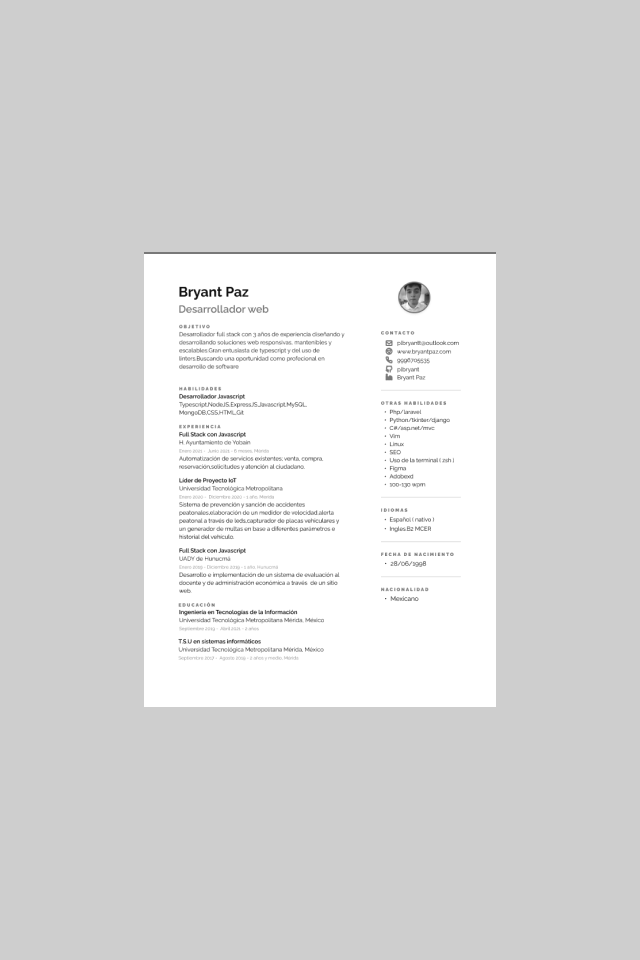 Bryant Paz
Desarrollador web
OBJETIVO
Desarrollador full stack con 3 años de experiencia diseñando y
desarrollando soluciones web responsivas, mantenibles y
escalables.Gran entusiasta de typescript y del uso de
linters.Buscando una oportunidad como profecional en
desarrollo de software
HABILIDADES
Desarrollador Javascript
Typescript,NodeJS,ExpressJS,Javascript,MySQL,
MongoDB,CSS,HTML,Git
EXPERIENCIA
Full Stack con Javascript
H. Ayuntamiento de Yobain
Enero 2021 - Junio 2021 - 6 meses, Mérida
Automatización de servicios existentes: venta, compra,
reservación,solicitudes y atención al ciudadano.
Lider de Proyecto IoT
Universidad Tecnológica Metropolitana
Enero 2020 - Diciembre 2020 - 1 año, Merida
Sistema de prevención y sanción de accidentes
peatonales,elaboración de un medidor de velocidad,alerta
peatonal a través de leds,capturador de placas vehiculares y
un generador de multas en base a diferentes parámetros e
historial del vehiculo.
Full Stack con Javascript
UADY de Hunucmá
Enero 2019 - Diciembre 2019 - 1 año, Hunucmá
Desarrollo e implementación de un sistema de evaluación al
docente y de administración económica a través de un sitio
web.
EDUCACIÓN
Ingeniería en Tecnologías de la Información
Universidad Tecnológica Metropolitana Mérida, México
Septiembre 2019 - Abril 2021 - 2 años
T.S.U en sistemas informáticos
Universidad Tecnológica Metropolitana Mérida, México
Septiembre 2017 - Agosto 2019 - 2 años y medio, Mérida
CONTACTO
pibryantt@outlook.com
www.bryantpaz.com
9996705535
pibryant
Bryant Paz
OTRAS HABILIDADES
• Php/laravel
• Python/tkinter/django
• C#/asp.net/mvc
• Vim
• Linux
• SEO
• Uso de la terminal ( zsh )
• Figma
• Adobexd
• 100-130 wpm
IDIOMAS
• Español ( nativo )
• Ingles B2 MCER
FECHA DE NACIMIENTO
• 28/06/1998
NACIONALIDAD
• Mexicano